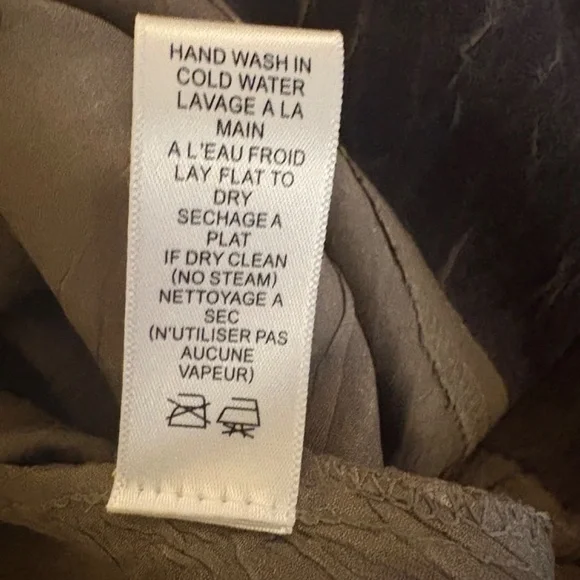 HAND WASH IN
COLD WATER
LAVAGE A LA
MAIN
A L'EAU FROID
LAY FLAT TO
DRY
SECHAGE A
PLAT
IF DRY CLEAN
(NO STEAM)
NETTOYAGE A
SEC
(N'UTILISER PAS
AUCUNE
VAPEUR)